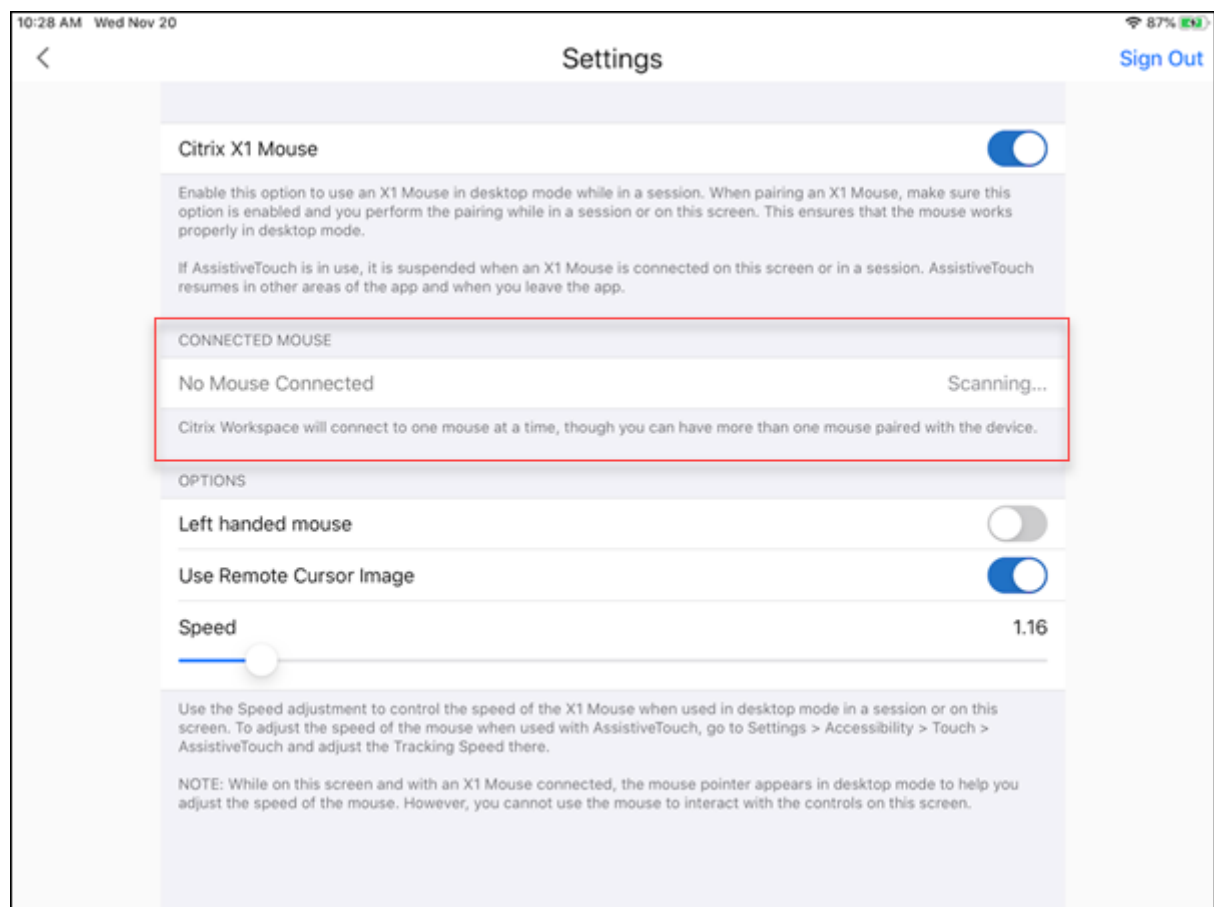 10:28 AM Wed Nov 20
87%
Settings
Sign Out
Citrix X1 Mouse
Enable this option to use an X1 Mouse in desktop mode while in a session. When pairing an X1 Mouse, make sure this
option is enabled and you perform the pairing while in a session or on this screen. This ensures that the mouse works
properly in desktop mode.
If AssistiveTouch is in use, it is suspended when an X1 Mouse is connected on this screen or in a session. AssistiveTouch
resumes in other areas of the app and when you leave the app.
CONNECTED MOUSE
No Mouse Connected
Scanning...
Citrix Workspace will connect to one mouse at a time, though you can have more than one mouse paired with the device.
OPTIONS
Left handed mouse
Use Remote Cursor Image
Speed
1.16
Use the Speed adjustment to control the speed of the X1 Mouse when used in desktop mode in a session or on this
screen. To adjust the speed of the mouse when used with AssistiveTouch, go to Settings > Accessibility > Touch >
AssistiveTouch and adjust the Tracking Speed there.
NOTE: While on this screen and with an X1 Mouse connected, the mouse pointer appears in desktop mode to help you
adjust the speed of the mouse. However, you cannot use the mouse to interact with the controls on this screen.